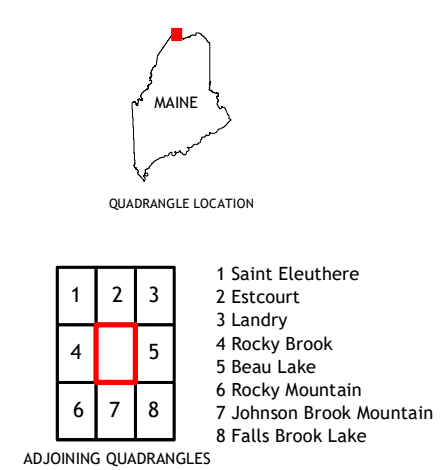 MAINE
QUADRANGLE LOCATION
1 2 3
4 5
6 7 8
ADJOINING QUADRANGLES
1 Saint Eleuthere
2 Estcourt
3 Landry
4 Rocky Brook
5 Beau Lake
6 Rocky Mountain
7 Johnson Brook Mountain
8 Falls Brook Lake